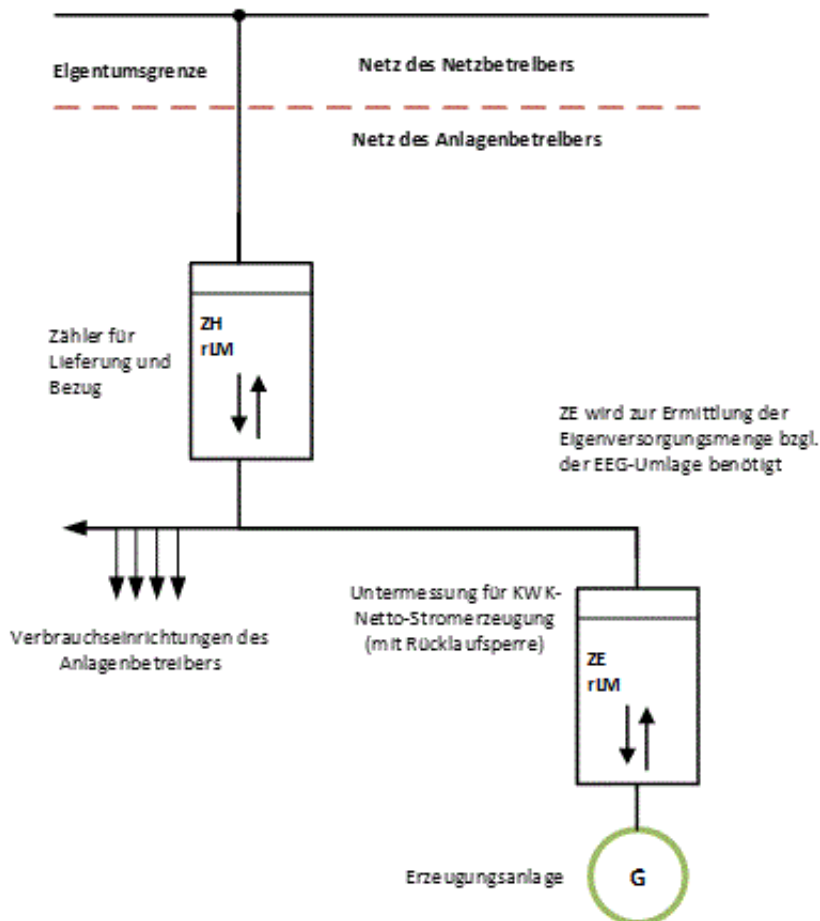 Eigentumsgrenze
Netz des Netzbetreibers
Netz des Anlagenbetreibers
ZH
rLM
Zähler für
Lieferung und
Bezug
ZE wird zur Ermittlung der
Eigenversorgungsmenge bzgl.
der EEG-Umlage benötigt
Untermessung für KWK-
Netto-Stromerzeugung
(mit Rücklaufsperre)
Verbrauchseinrichtungen des
Anlagenbetreibers
ZE
rLM
Erzeugungsanlage
G